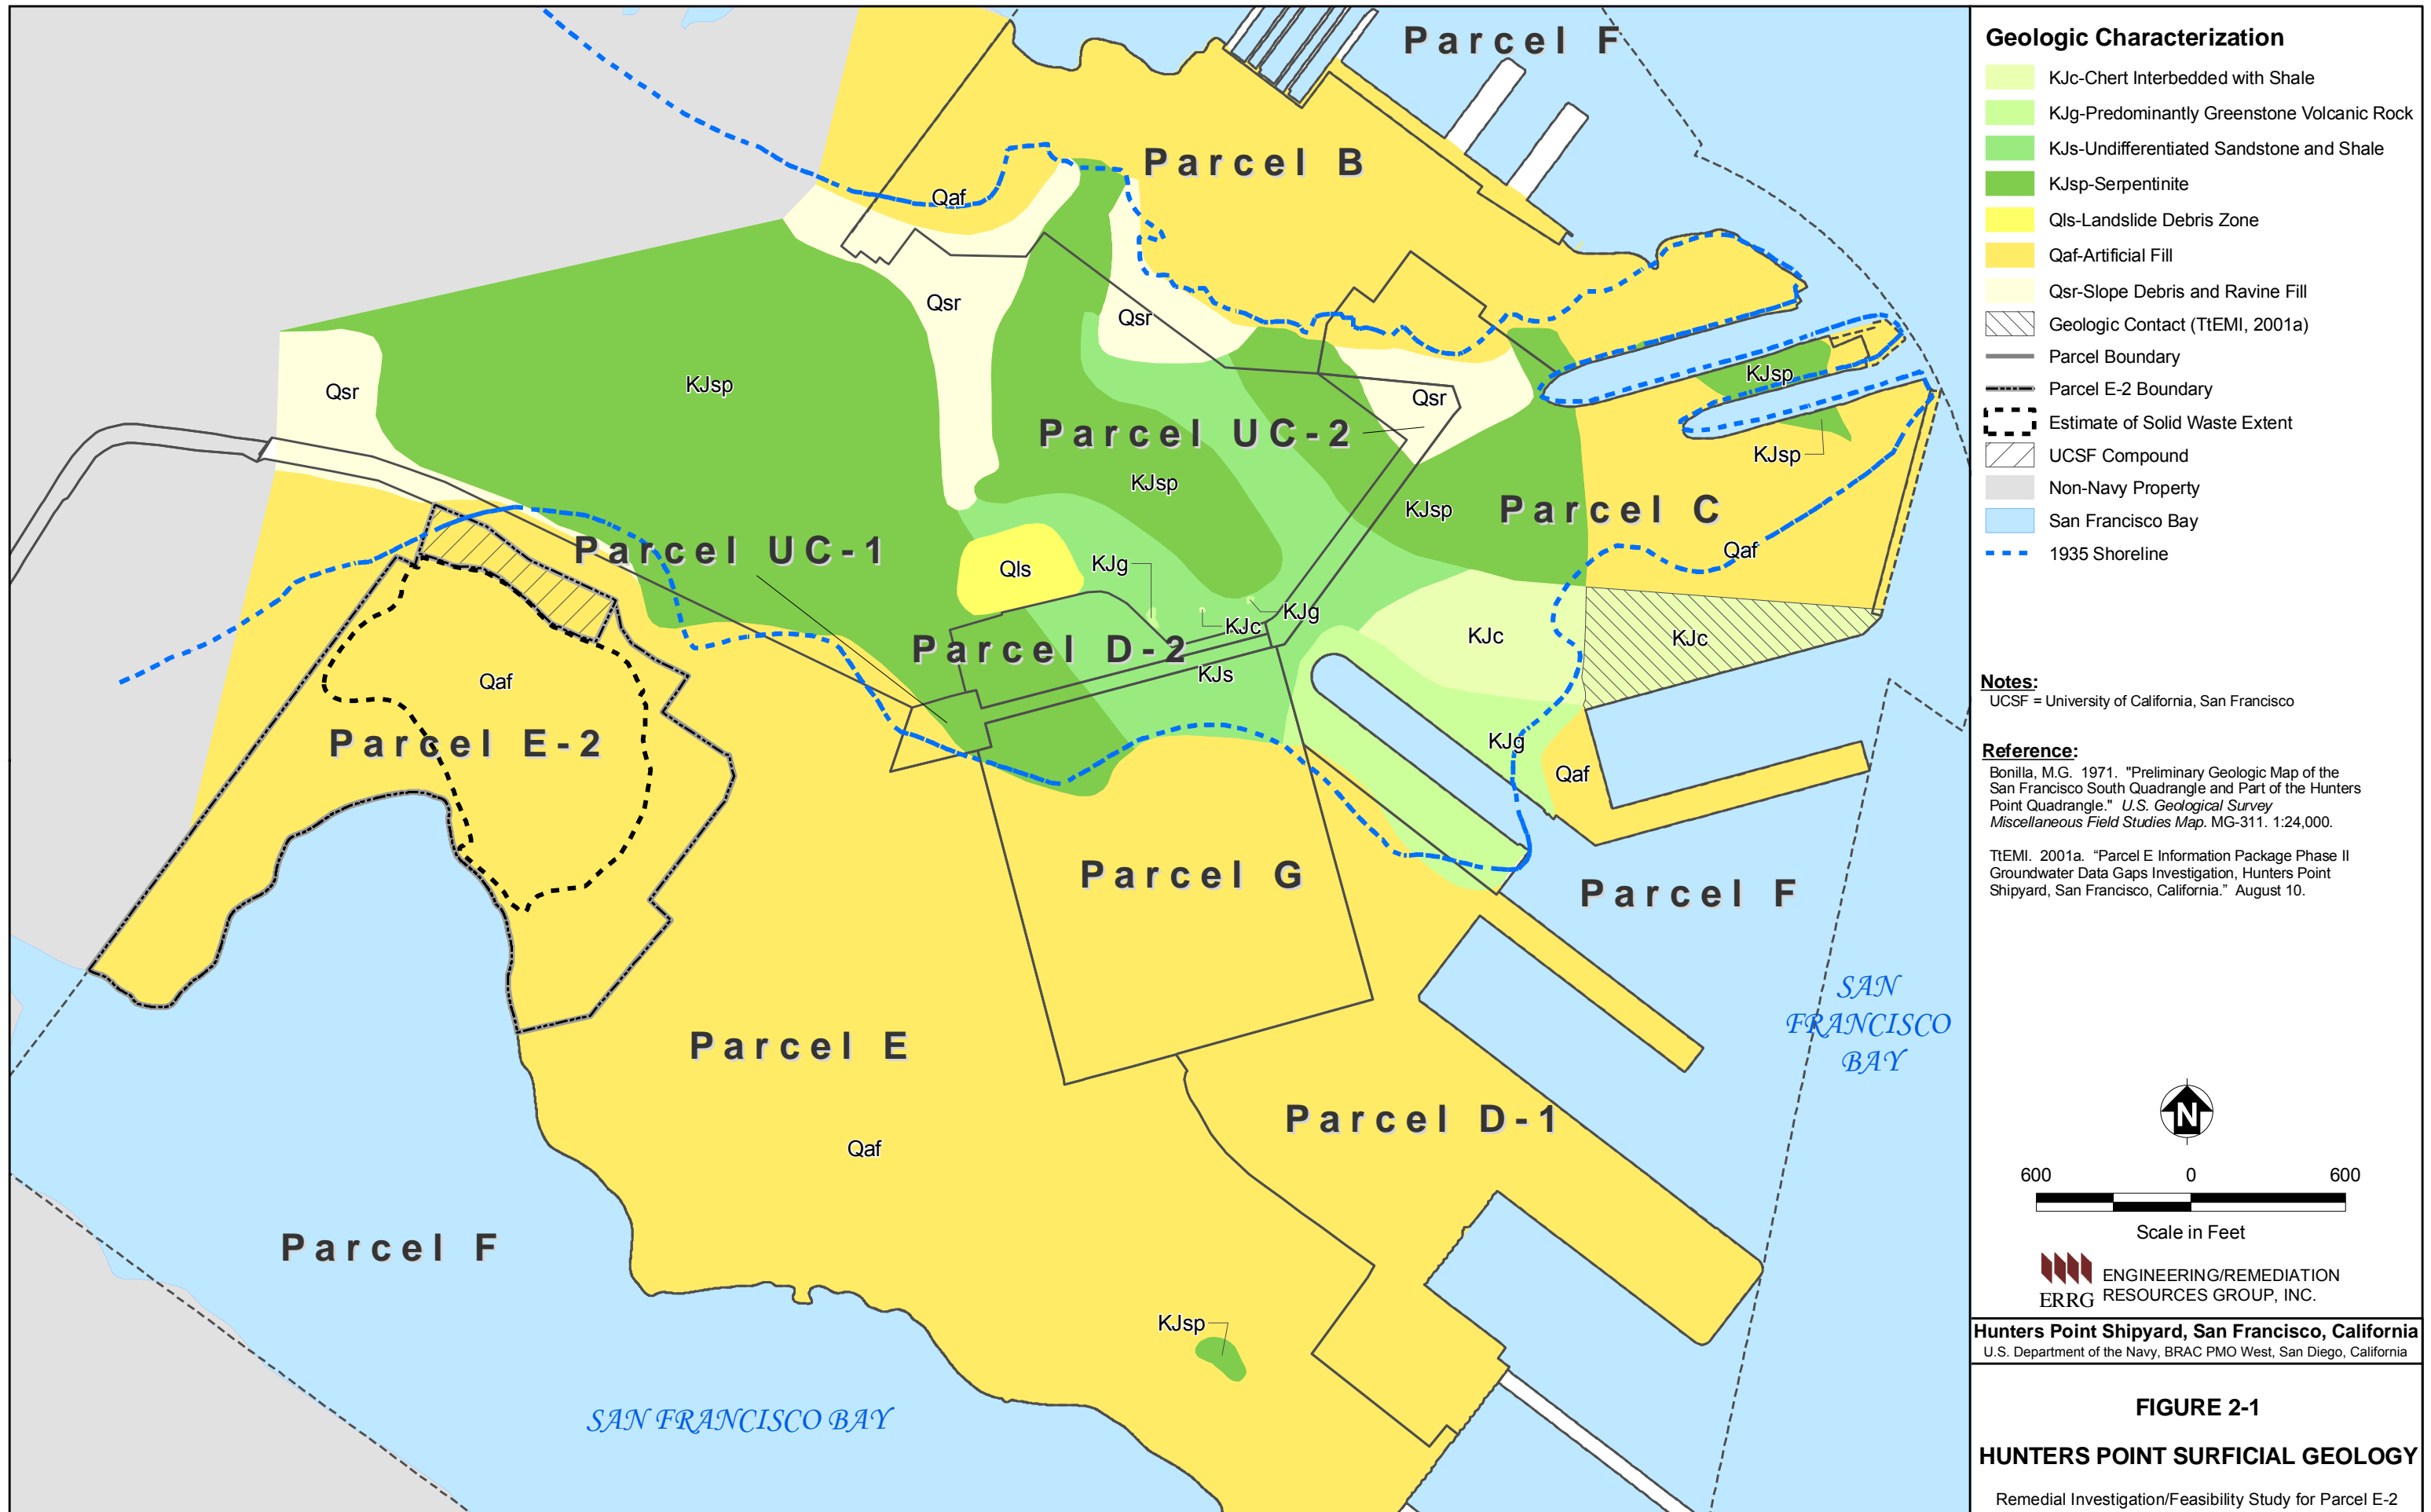 Parcel F
Parcel B
Qaf
Qsr
Qsr
Qsr
KJsp
KJsp
Qsr
Parcel UC-2
KJsp
KJsp
KJsp
Parcel C
Qaf
Parcel UC-1
Qls
KJg
KJg
KJc
KJc
KJc
Parcel D-2
KJs
Qaf
Parcel E-2
KJg
Qaf
Parcel G
Parcel F
SAN
FRANCISCO
BAY
Parcel E
Parcel D-1
Qaf
Parcel F
KJsp
SAN FRANCISCO BAY
Geologic Characterization
KJc-Chert Interbedded with Shale
KJg-Predominantly Greenstone Volcanic Rock
KJs-Undifferentiated Sandstone and Shale
KJsp-Serpentinite
Qls-Landslide Debris Zone
Qaf-Artificial Fill
Qsr-Slope Debris and Ravine Fill
Geologic Contact (TtEMI, 2001a)
Parcel Boundary
Parcel E-2 Boundary
Estimate of Solid Waste Extent
UCSF Compound
Non-Navy Property
San Francisco Bay
1935 Shoreline
Notes:
UCSF = University of California, San Francisco
Reference:
Bonilla, M.G. 1971. "Preliminary Geologic Map of the
San Francisco South Quadrangle and Part of the Hunters
Point Quadrangle." U.S. Geological Survey
Miscellaneous Field Studies Map. MG-311. 1:24,000.
TtEMI. 2001a. “Parcel E Information Package Phase II
Groundwater Data Gaps Investigation, Hunters Point
Shipyard, San Francisco, California.” August 10.
N
600 0 600
Scale in Feet
ERRG
ENGINEERING/REMEDIATION
RESOURCES GROUP, INC.
Hunters Point Shipyard, San Francisco, California
U.S. Department of the Navy, BRAC PMO West, San Diego, California
FIGURE 2-1
HUNTERS POINT SURFICIAL GEOLOGY
Remedial Investigation/Feasibility Study for Parcel E-2